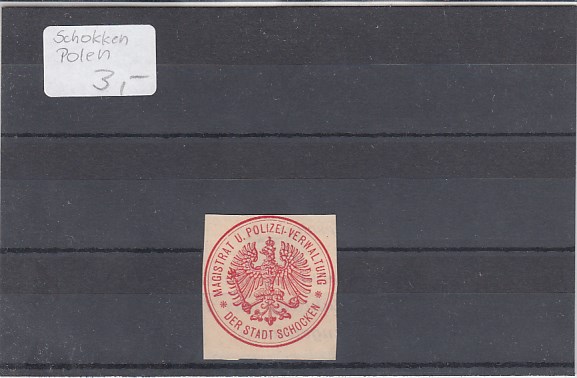 Schokken
Polen
3,-
MAGISTRAT U. POLIZEI-VERWALTUNG
* DER STADT SCHOCKEN *